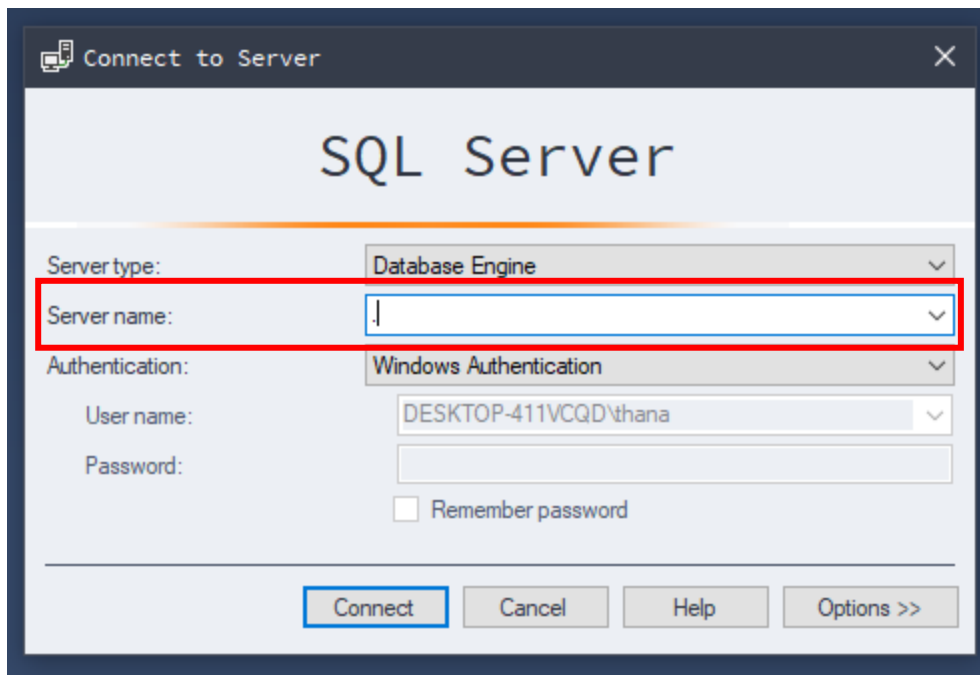 Connect to Server
SQL Server
Server type: Database Engine
Server name: .
Authentication: Windows Authentication
User name: DESKTOP-411VCQD\thana
Password:
Remember password
Connect Cancel Help Options >>